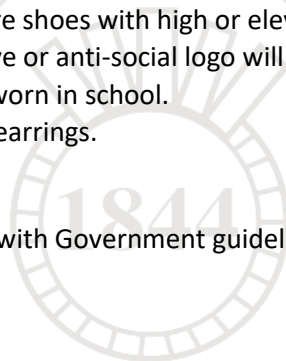 re shoes with high or elev
ve or anti-social logo will
worn in school.
earrings.
1844
with Government guidel